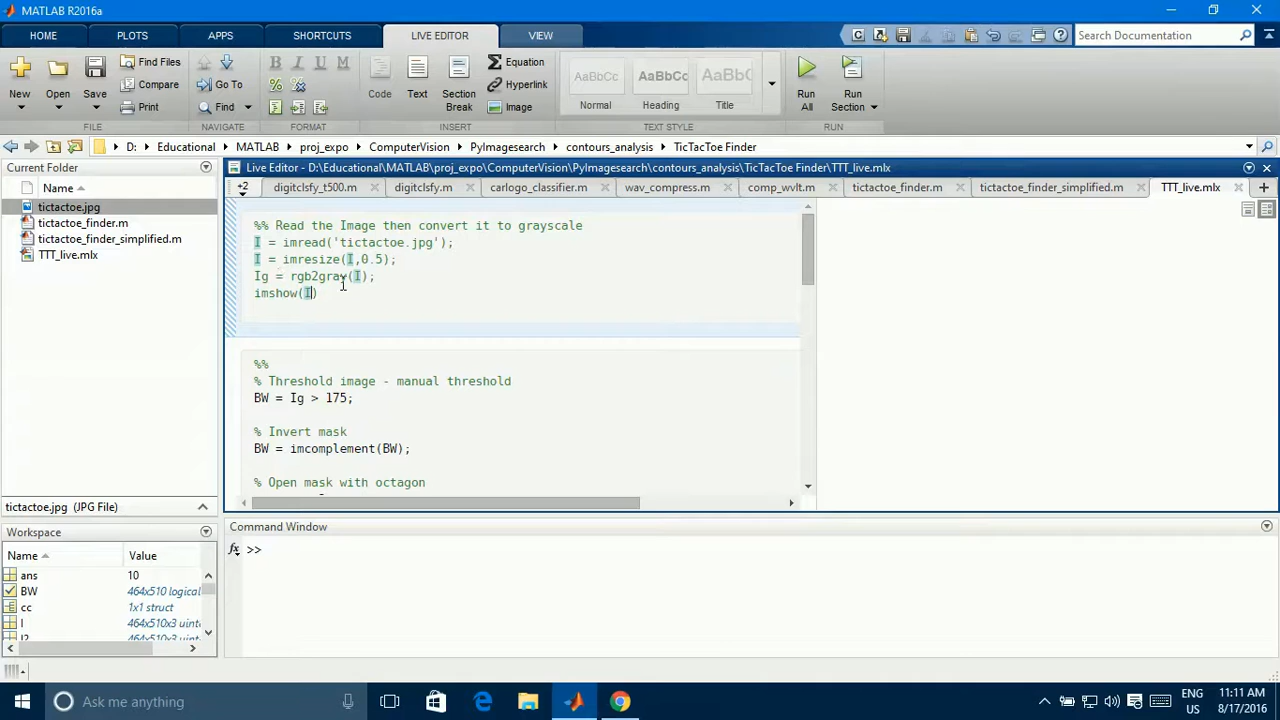 MATLAB R2016a
HOME PLOTS APPS SHORTCUTS LIVE EDITOR VIEW Search Documentation
New Open Save Find Files Compare Print Go To Find B I U M Code Text Section Break Equation Hyperlink Image AaBbCc Normal AaBbCc Heading AaBbC Title Run All Run Section
FILE NAVIGATE FORMAT INSERT TEXT STYLE RUN
D: Educational MATLAB proj_expo ComputerVision PyImagesearch contours_analysis TicTacToe Finder
Current Folder
Name
tictactoe.jpg
tictactoe_finder.m
tictactoe_finder_simplified.m
TTT_live.mlx
tictactoe.jpg (JPG File)
Workspace
Name Value
ans 10
BW 464x510 logical
cc 1x1 struct
I 464x510x3 uint
Live Editor - D:\Educational\MATLAB\proj_expo\ComputerVision\PyImagesearch\contours_analysis\TicTacToe Finder\TTT_live.mlx
+2 digitclsfy_t500.m digitclsfy.m carlogo_classifier.m wav_compress.m comp_wvlt.m tictactoe_finder.m tictactoe_finder_simplified.m TTT_live.mlx
%% Read the Image then convert it to grayscale
I = imread('tictactoe.jpg');
I = imresize(I,0.5);
Ig = rgb2gray(I);
imshow(I)
%%
% Threshold image - manual threshold
BW = Ig > 175;
% Invert mask
BW = imcomplement(BW);
% Open mask with octagon
Command Window
fx >>
Ask me anything
ENG
US
11:11 AM
8/17/2016